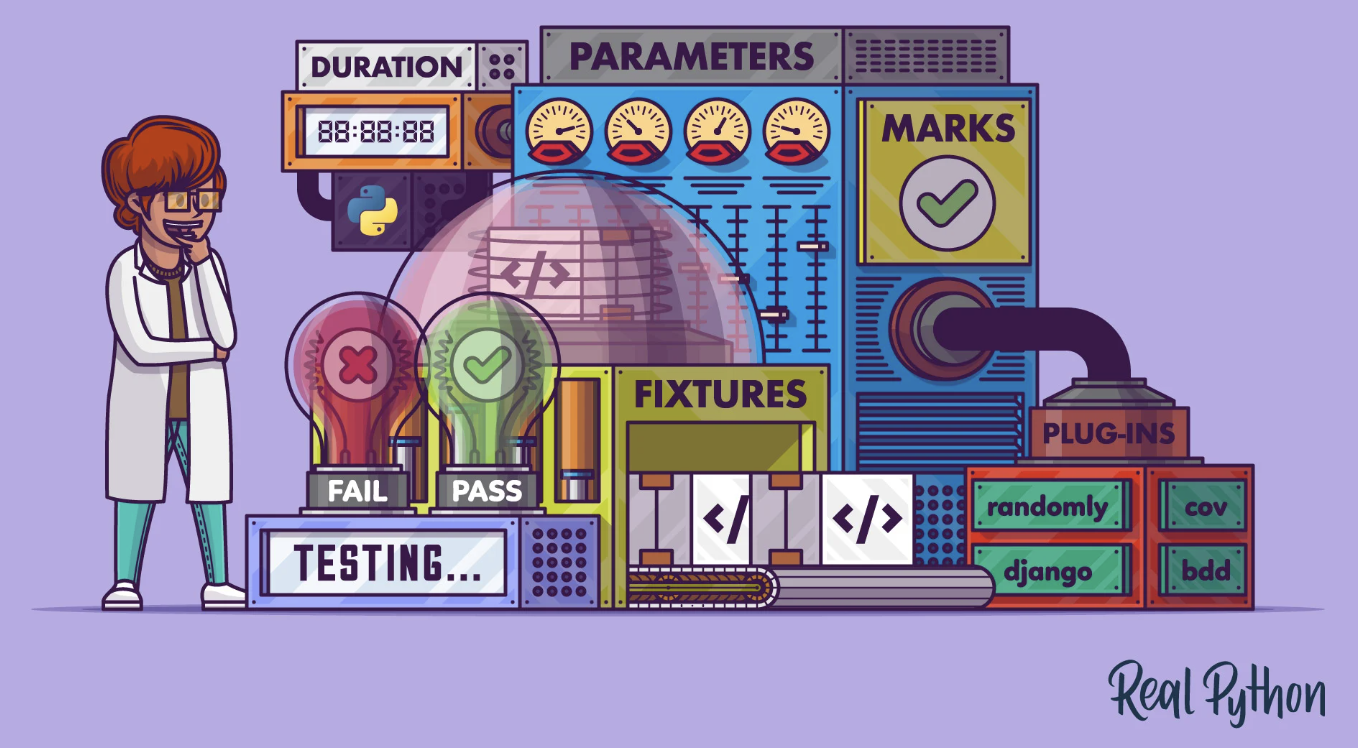 DURATION
PARAMETERS
88:88:88
MARKS
</>
FIXTURES
PLUG-INS
FAIL
PASS
</
</>
randomly
cov
TESTING...
django
bdd
Real Python